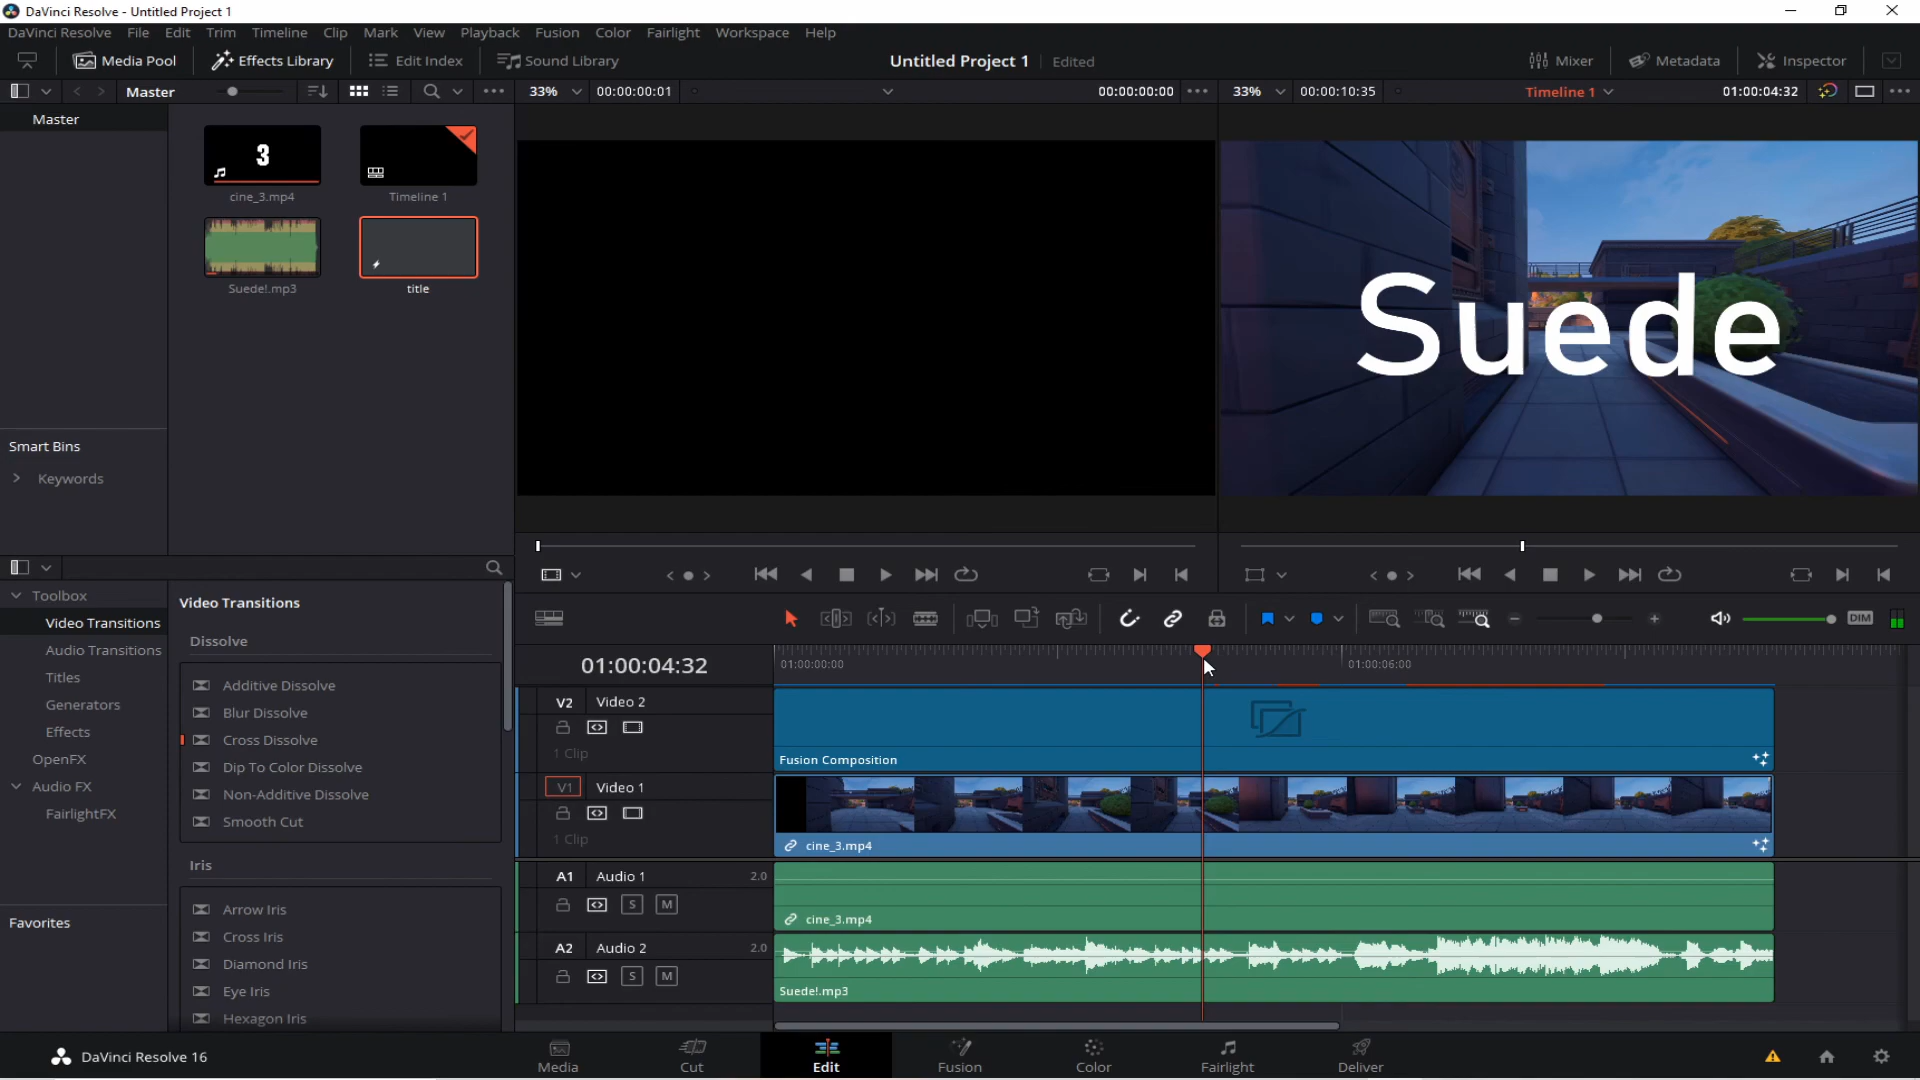 DaVinci Resolve - Untitled Project 1
DaVinci Resolve File Edit Trim Timeline Clip Mark View Playback Fusion Color Fairlight Workspace Help
Media Pool Effects Library Edit Index Sound Library Untitled Project 1 Edited Mixer Metadata Inspector
Master 33% 00:00:00:01 00:00:00:00 33% 00:00:10:35 Timeline 1 01:00:04:32
Master
3
cine_3.mp4 Timeline 1
Suede!.mp3 title
Suede
Smart Bins
Keywords
Toolbox
Video Transitions
Audio Transitions
Titles
Generators
Effects
OpenFX
Audio FX
FairlightFX
Favorites
Video Transitions
Dissolve
Additive Dissolve
Blur Dissolve
Cross Dissolve
Dip To Color Dissolve
Non-Additive Dissolve
Smooth Cut
Iris
Arrow Iris
Cross Iris
Diamond Iris
Eye Iris
Hexagon Iris
DIM
01:00:04:32 01:00:00:00 01:00:06:00
V2 Video 2
1 Clip
Fusion Composition
V1 Video 1
1 Clip
cine_3.mp4
A1 Audio 1 2.0
S M
cine_3.mp4
A2 Audio 2 2.0
S M
Suede!.mp3
DaVinci Resolve 16
Media Cut Edit Fusion Color Fairlight Deliver